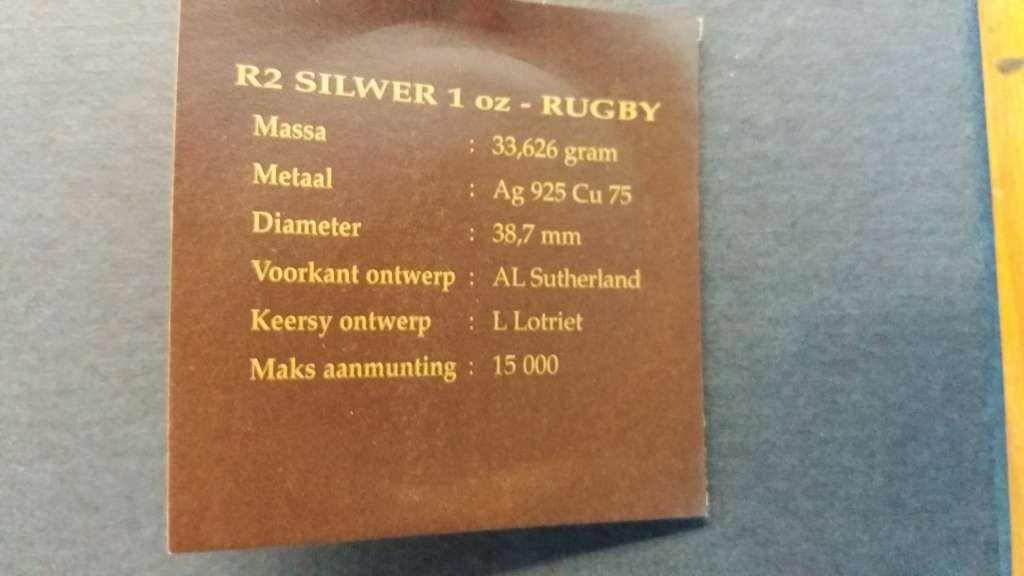 R2 SILWER 1 oz - RUGBY
Massa : 33,626 gram
Metaal : Ag 925 Cu 75
Diameter : 38,7 mm
Voorkant ontwerp : AL Sutherland
Keersy ontwerp : L Lotriet
Maks aanmunting : 15 000